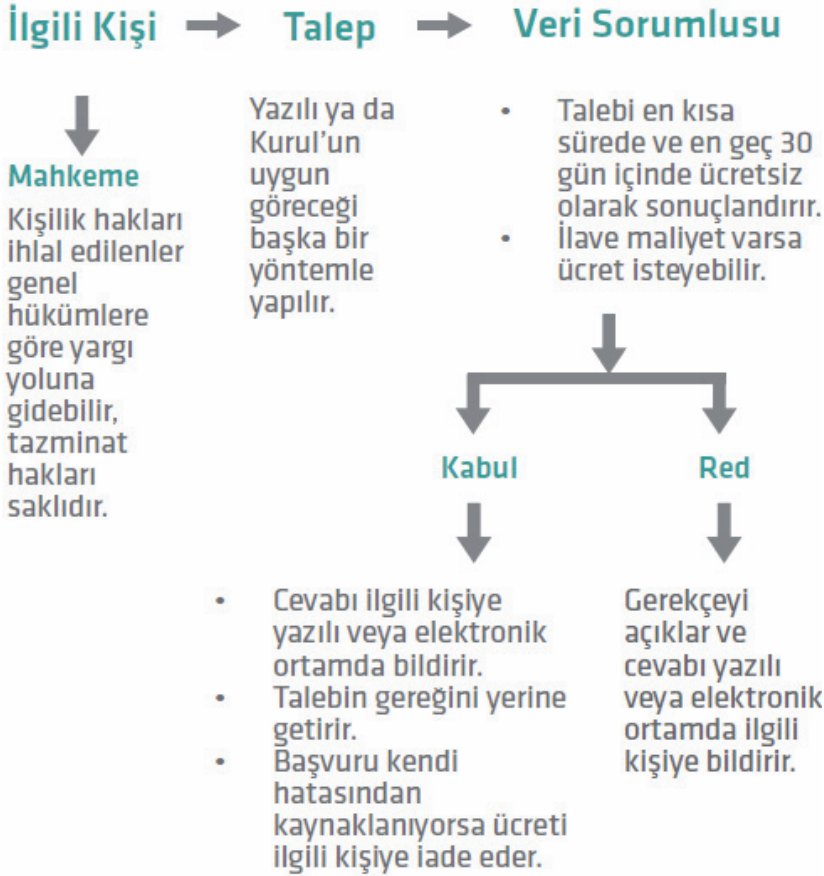 İlgili Kişi
Talep
Veri Sorumlusu
Mahkeme
Kişilik hakları
ihlal edilenler
genel
hükümlere
göre yargı
yoluna
gidebilir,
tazminat
hakları
saklıdır.
Yazılı ya da
Kurul’un
uygun
göreceği
başka bir
yöntemle
yapılır.
• Talebi en kısa
sürede ve en geç 30
gün içinde ücretsiz
olarak sonuçlandırır.
• İlave maliyet varsa
ücret isteyebilir.
Kabul
• Cevabı ilgili kişiye
yazılı veya elektronik
ortamda bildirir.
• Talebin gereğini yerine
getirir.
• Başvuru kendi
hatasından
kaynaklanıyorsa ücreti
ilgili kişiye iade eder.
Red
Gerekçeyi
açıklar ve
cevabı yazılı
veya elektronik
ortamda ilgili
kişiye bildirir.